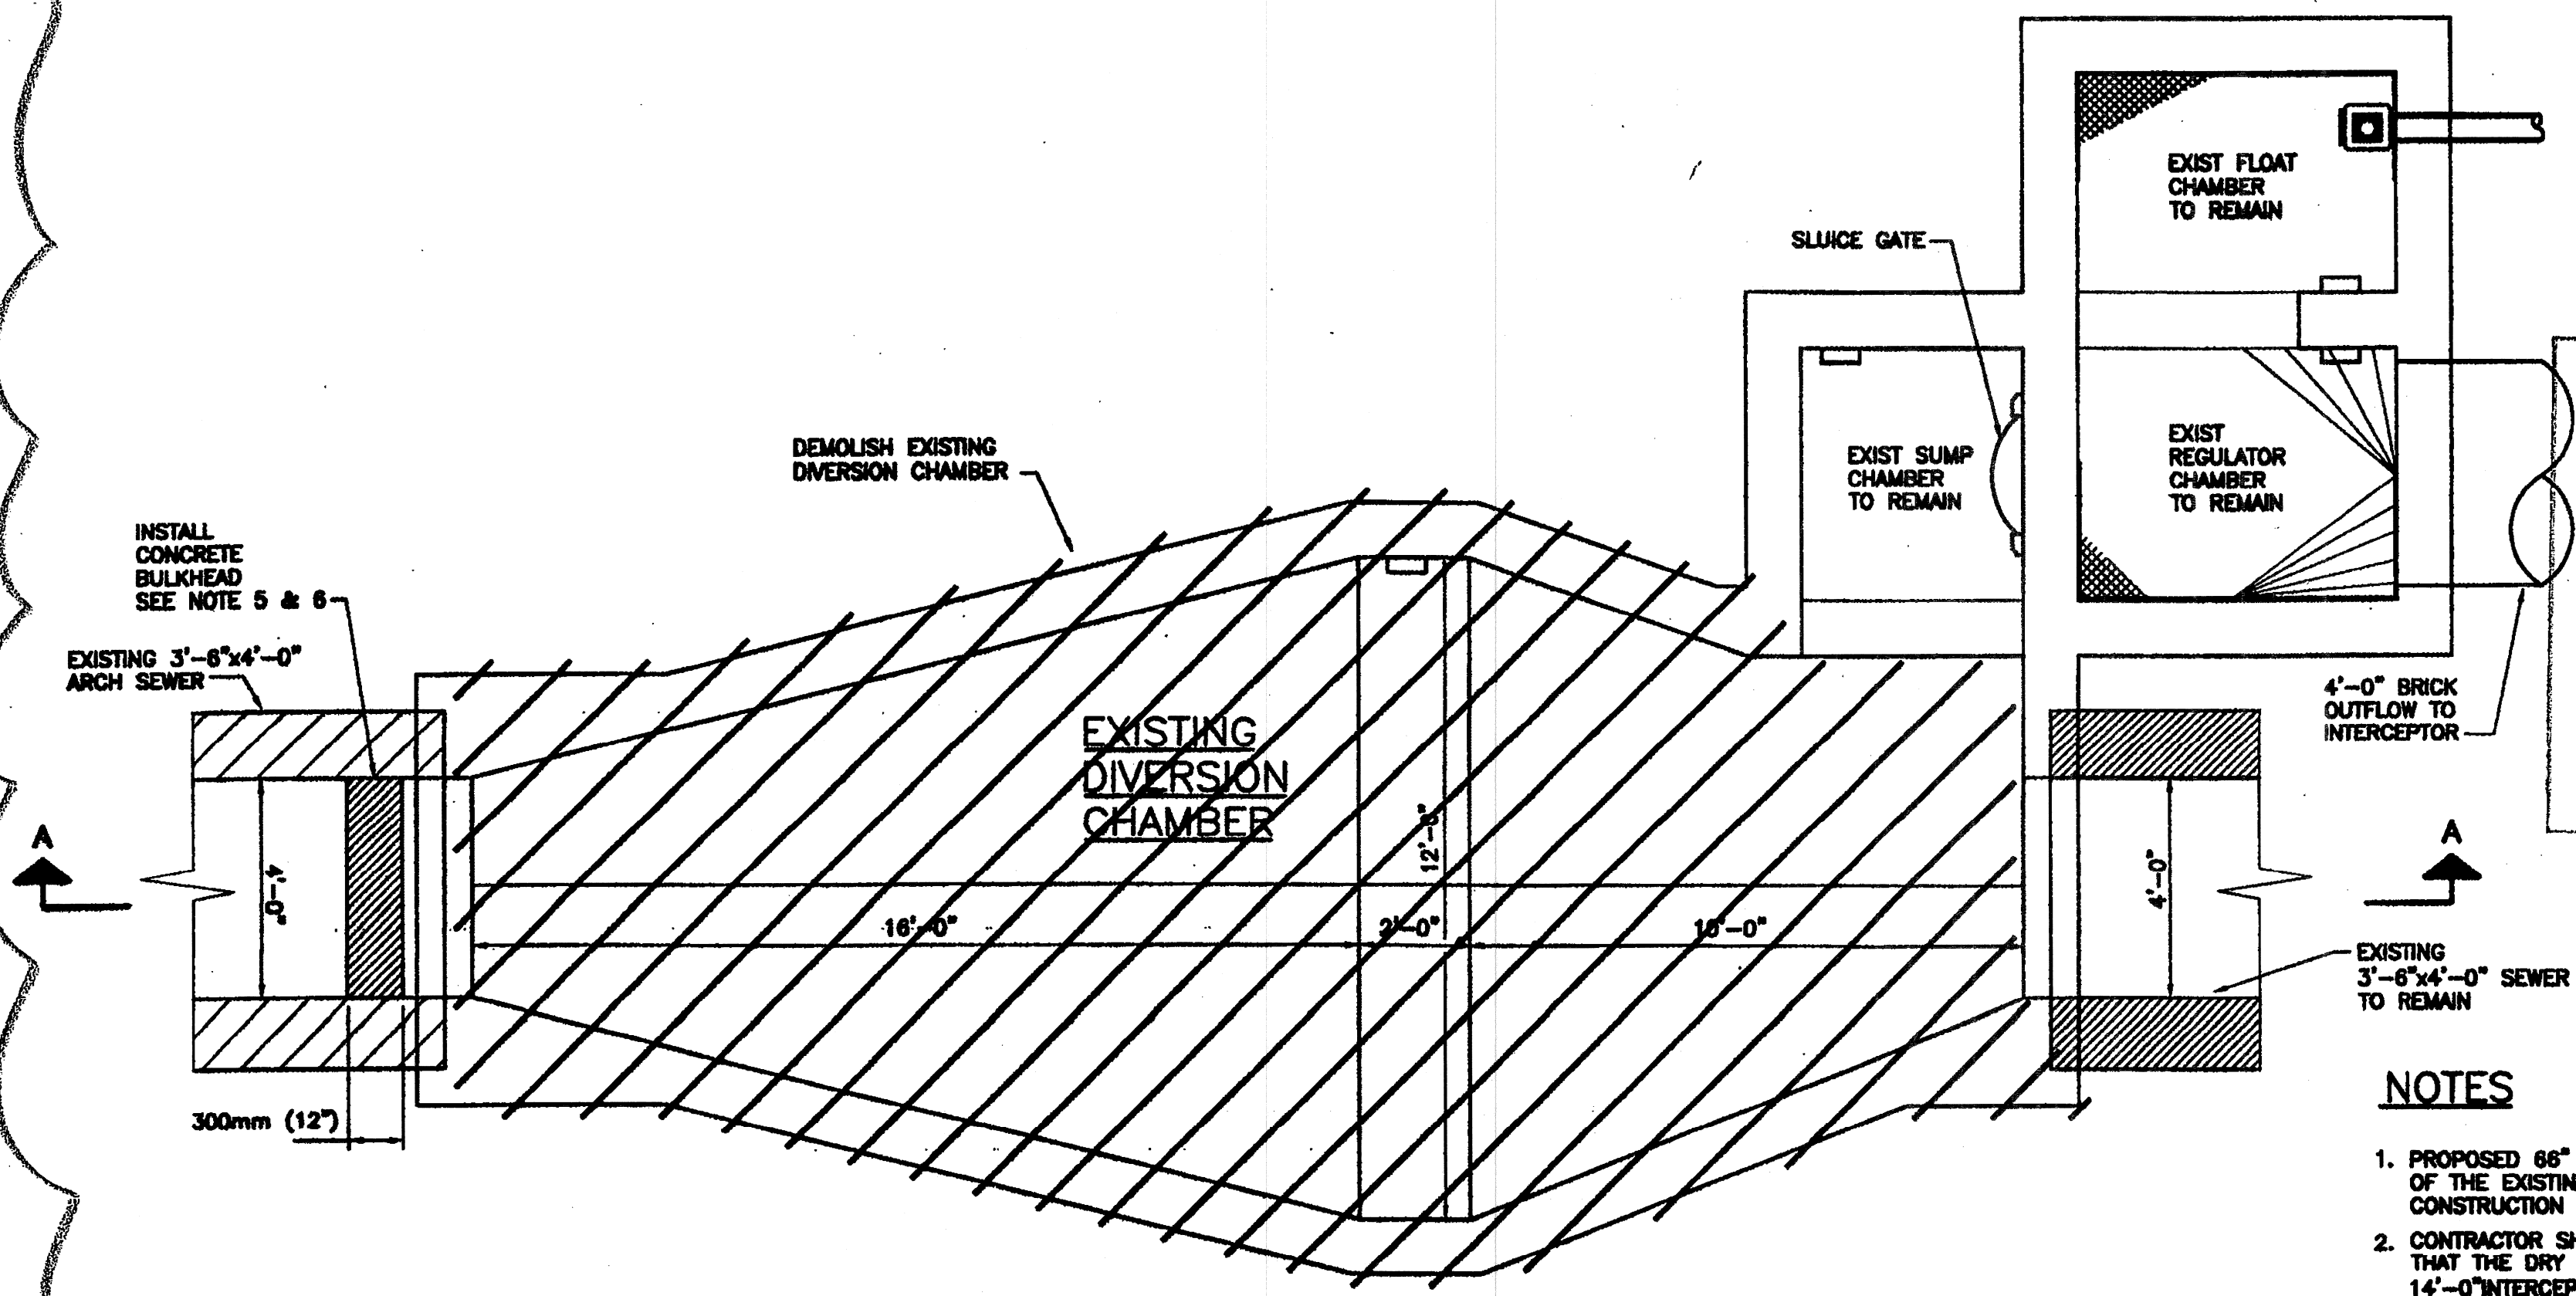 EXIST FLOAT
CHAMBER
TO REMAIN
SLUICE GATE
DEMOLISH EXISTING
DIVERSION CHAMBER
EXIST SUMP
CHAMBER
TO REMAIN
EXIST
REGULATOR
CHAMBER
TO REMAIN
INSTALL
CONCRETE
BULKHEAD
SEE NOTE 5 & 6
EXISTING 3'-6"x4'-0"
ARCH SEWER
4'-0" BRICK
OUTFLOW TO
INTERCEPTOR
EXISTING
DIVERSION
CHAMBER
12'-0"
A
A
4'-0"
4'-0"
16'-0"
2'-0"
10'-0"
EXISTING
3'-6"x4'-0" SEWER
TO REMAIN
300mm (12")
NOTES
1. PROPOSED 66"
OF THE EXISTIN
CONSTRUCTION
2. CONTRACTOR SH
THAT THE DRY
14'-0"INTERCEP